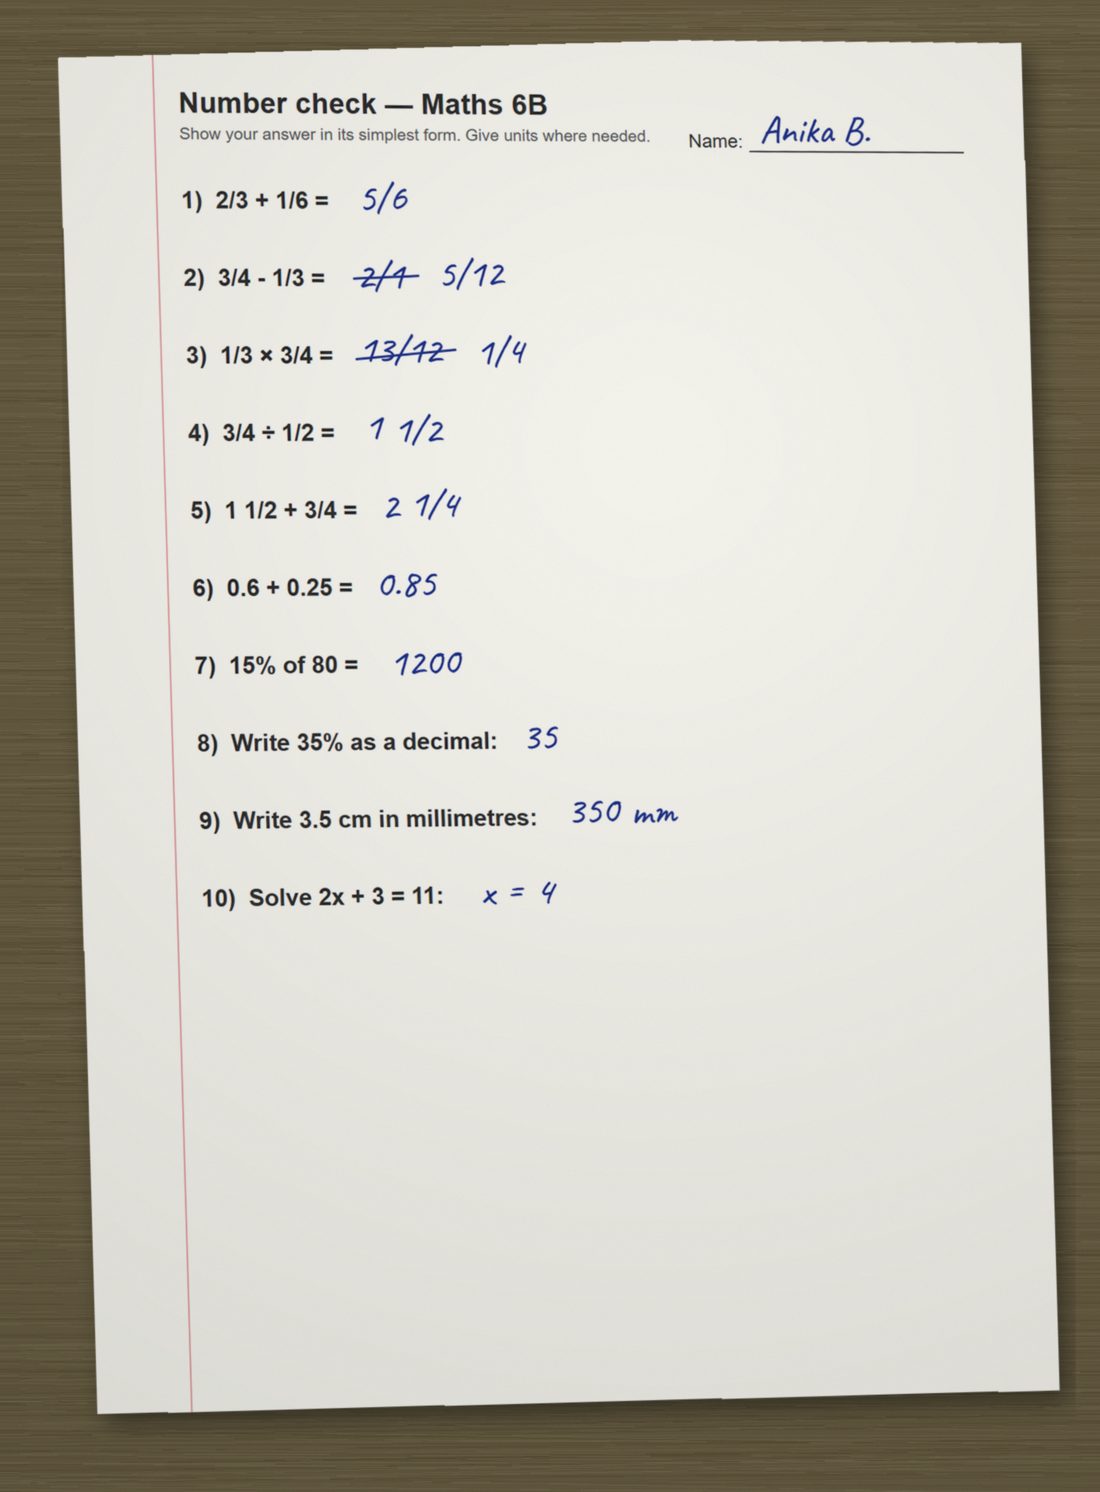 Number check — Maths 6B
Show your answer in its simplest form. Give units where needed.
Name: Anika B.
1) 2/3 + 1/6 = 5/6
2) 3/4 - 1/3 = 2/1 5/12
3) 1/3 × 3/4 = 13/12 1/4
4) 3/4 ÷ 1/2 = 1 1/2
5) 1 1/2 + 3/4 = 2 1/4
6) 0.6 + 0.25 = 0.85
7) 15% of 80 = 1200
8) Write 35% as a decimal: 35
9) Write 3.5 cm in millimetres: 350 mm
10) Solve 2x + 3 = 11: x = 4